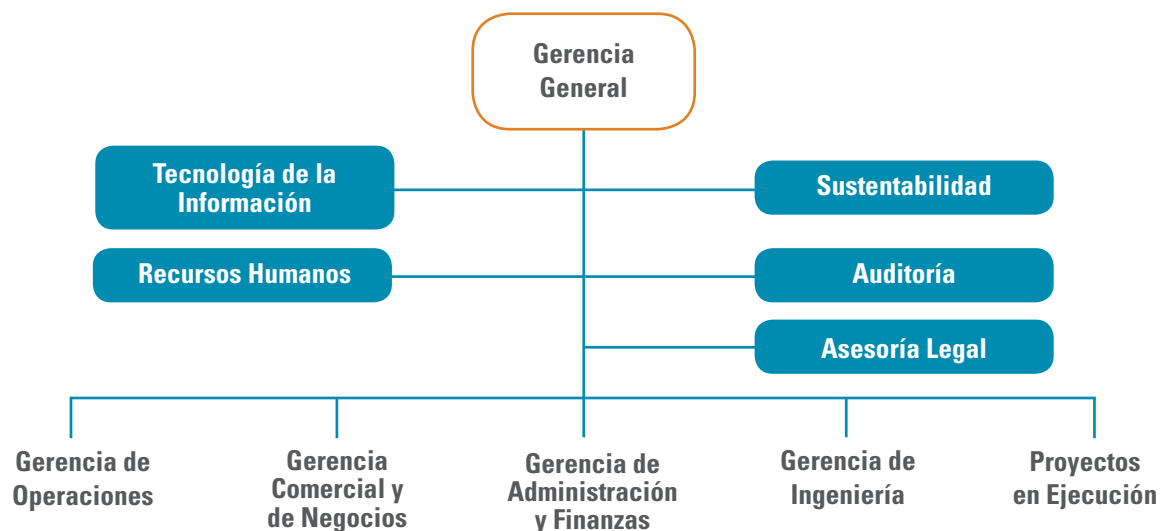 Gerencia
General
Tecnología de la
Información
Sustentabilidad
Recursos Humanos
Auditoría
Asesoría Legal
Gerencia de
Operaciones
Gerencia
Comercial y
de Negocios
Gerencia de
Administración
y Finanzas
Gerencia de
Ingeniería
Proyectos
en Ejecución